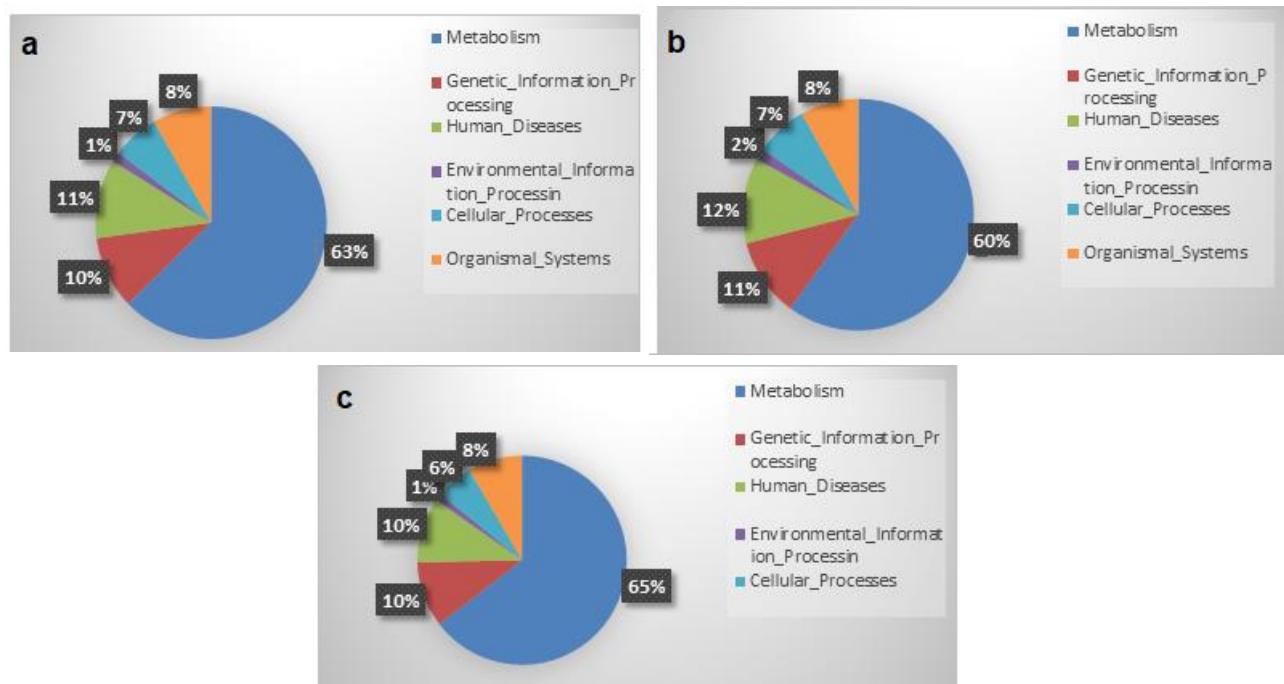 a
Metabolism
Genetic_Information_Pr
ocessing
Human_Diseases
Environmental_Informa
tion_Processin
Cellular_Processes
Organismal_Systems
8%
7%
1%
11%
10%
63%
b
Metabolism
Genetic_Information_P
rocessing
Human_Diseases
Environmental_Informa
tion_Processin
Cellular_Processes
Organismal_Systems
8%
7%
2%
12%
11%
60%
c
Metabolism
Genetic_Information_Pr
ocessing
Human_Diseases
Environmental_Informat
ion_Processin
Cellular_Processes
8%
6%
1%
10%
10%
65%